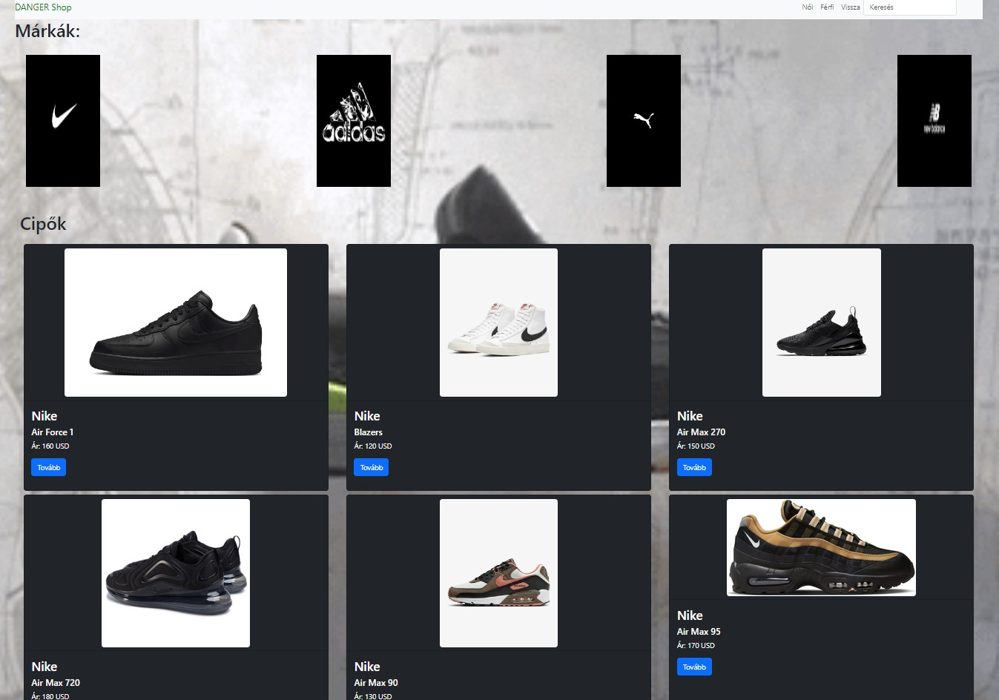 DANGER Shop
Női Férfi Vissza Keresés
Márkák:
adidas
new balance
Cipők
Nike
Air Force 1
Ár: 160 USD
Tovább
Nike
Blazers
Ár: 120 USD
Tovább
Nike
Air Max 270
Ár: 150 USD
Tovább
Nike
Air Max 720
Ár: 180 USD
Nike
Air Max 90
Ár: 130 USD
Nike
Air Max 95
Ár: 170 USD
Tovább